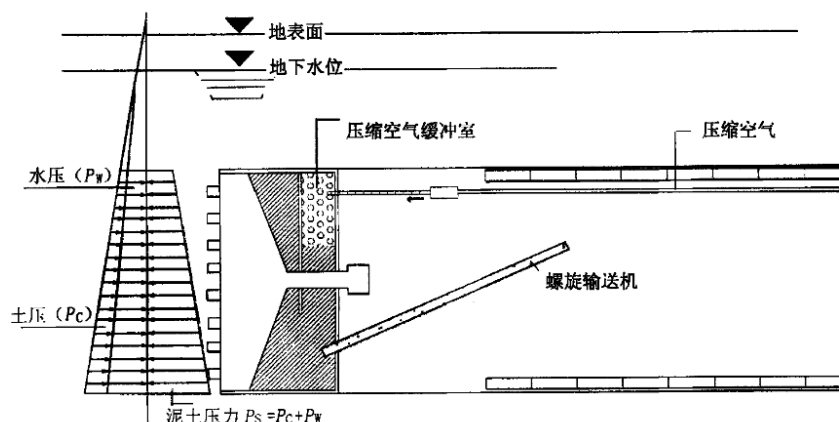 地表面
地下水位
压缩空气缓冲室
压缩空气
水压（Pw）
螺旋输送机
土压（Pc）
泥土压力 Ps =Pc+Pw